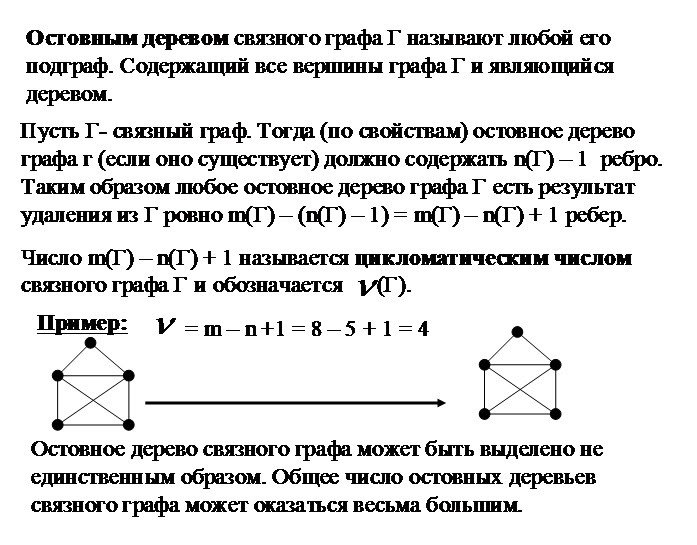 Остовным деревом связного графа Г называют любой его
подграф. Содержащий все вершины графа Г и являющийся
деревом.
Пусть Г- связный граф. Тогда (по свойствам) остовное дерево
графа г (если оно существует) должно содержать n(Г) – 1 ребро.
Таким образом любое остовное дерево графа Г есть результат
удаления из Г ровно m(Г) – (n(Г) – 1) = m(Г) – n(Г) + 1 ребер.
Число m(Г) – n(Г) + 1 называется цикломатическим числом
связного графа Г и обозначается ν(Г).
Пример: ν = m – n +1 = 8 – 5 + 1 = 4
Остовное дерево связного графа может быть выделено не
единственным образом. Общее число остовных деревьев
связного графа может оказаться весьма большим.